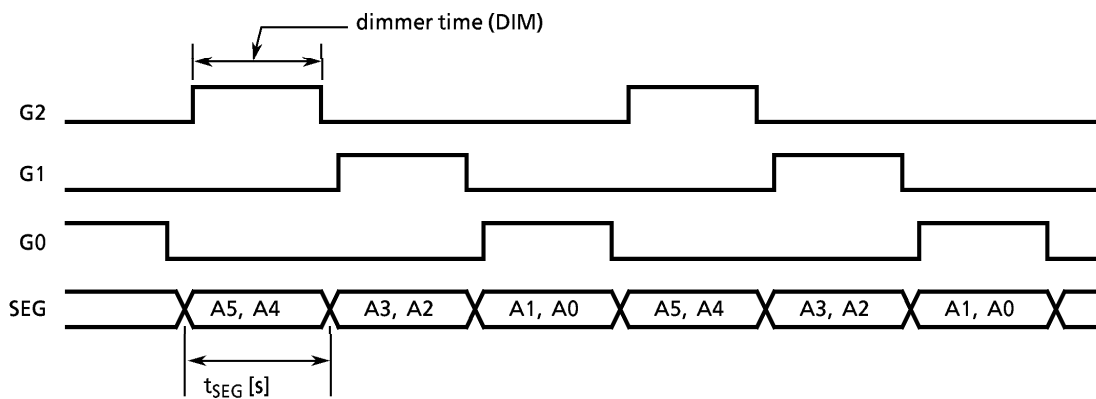 dimmer time (DIM)
G2
G1
G0
SEG A5, A4 A3, A2 A1, A0 A5, A4 A3, A2 A1, A0
tSEG [s]